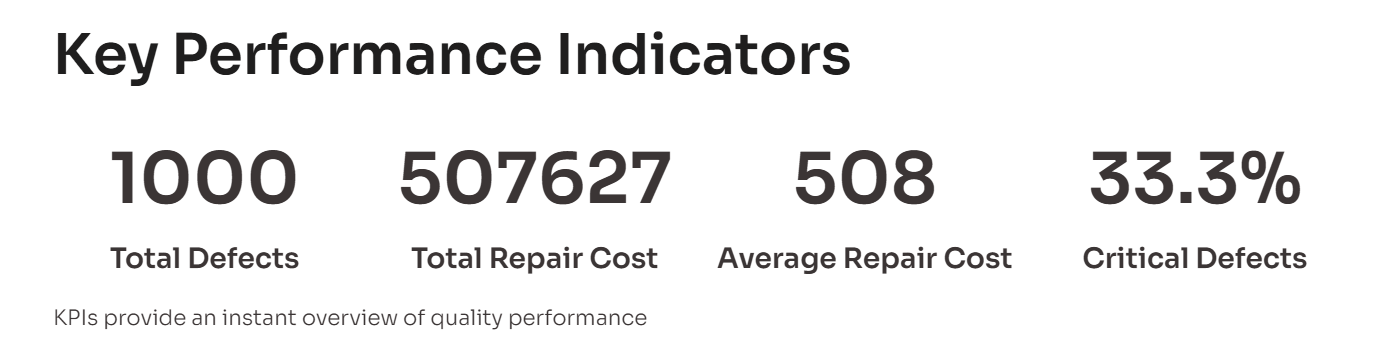 Key Performance Indicators
1000 507627 508 33.3%
Total Defects Total Repair Cost Average Repair Cost Critical Defects
KPIs provide an instant overview of quality performance